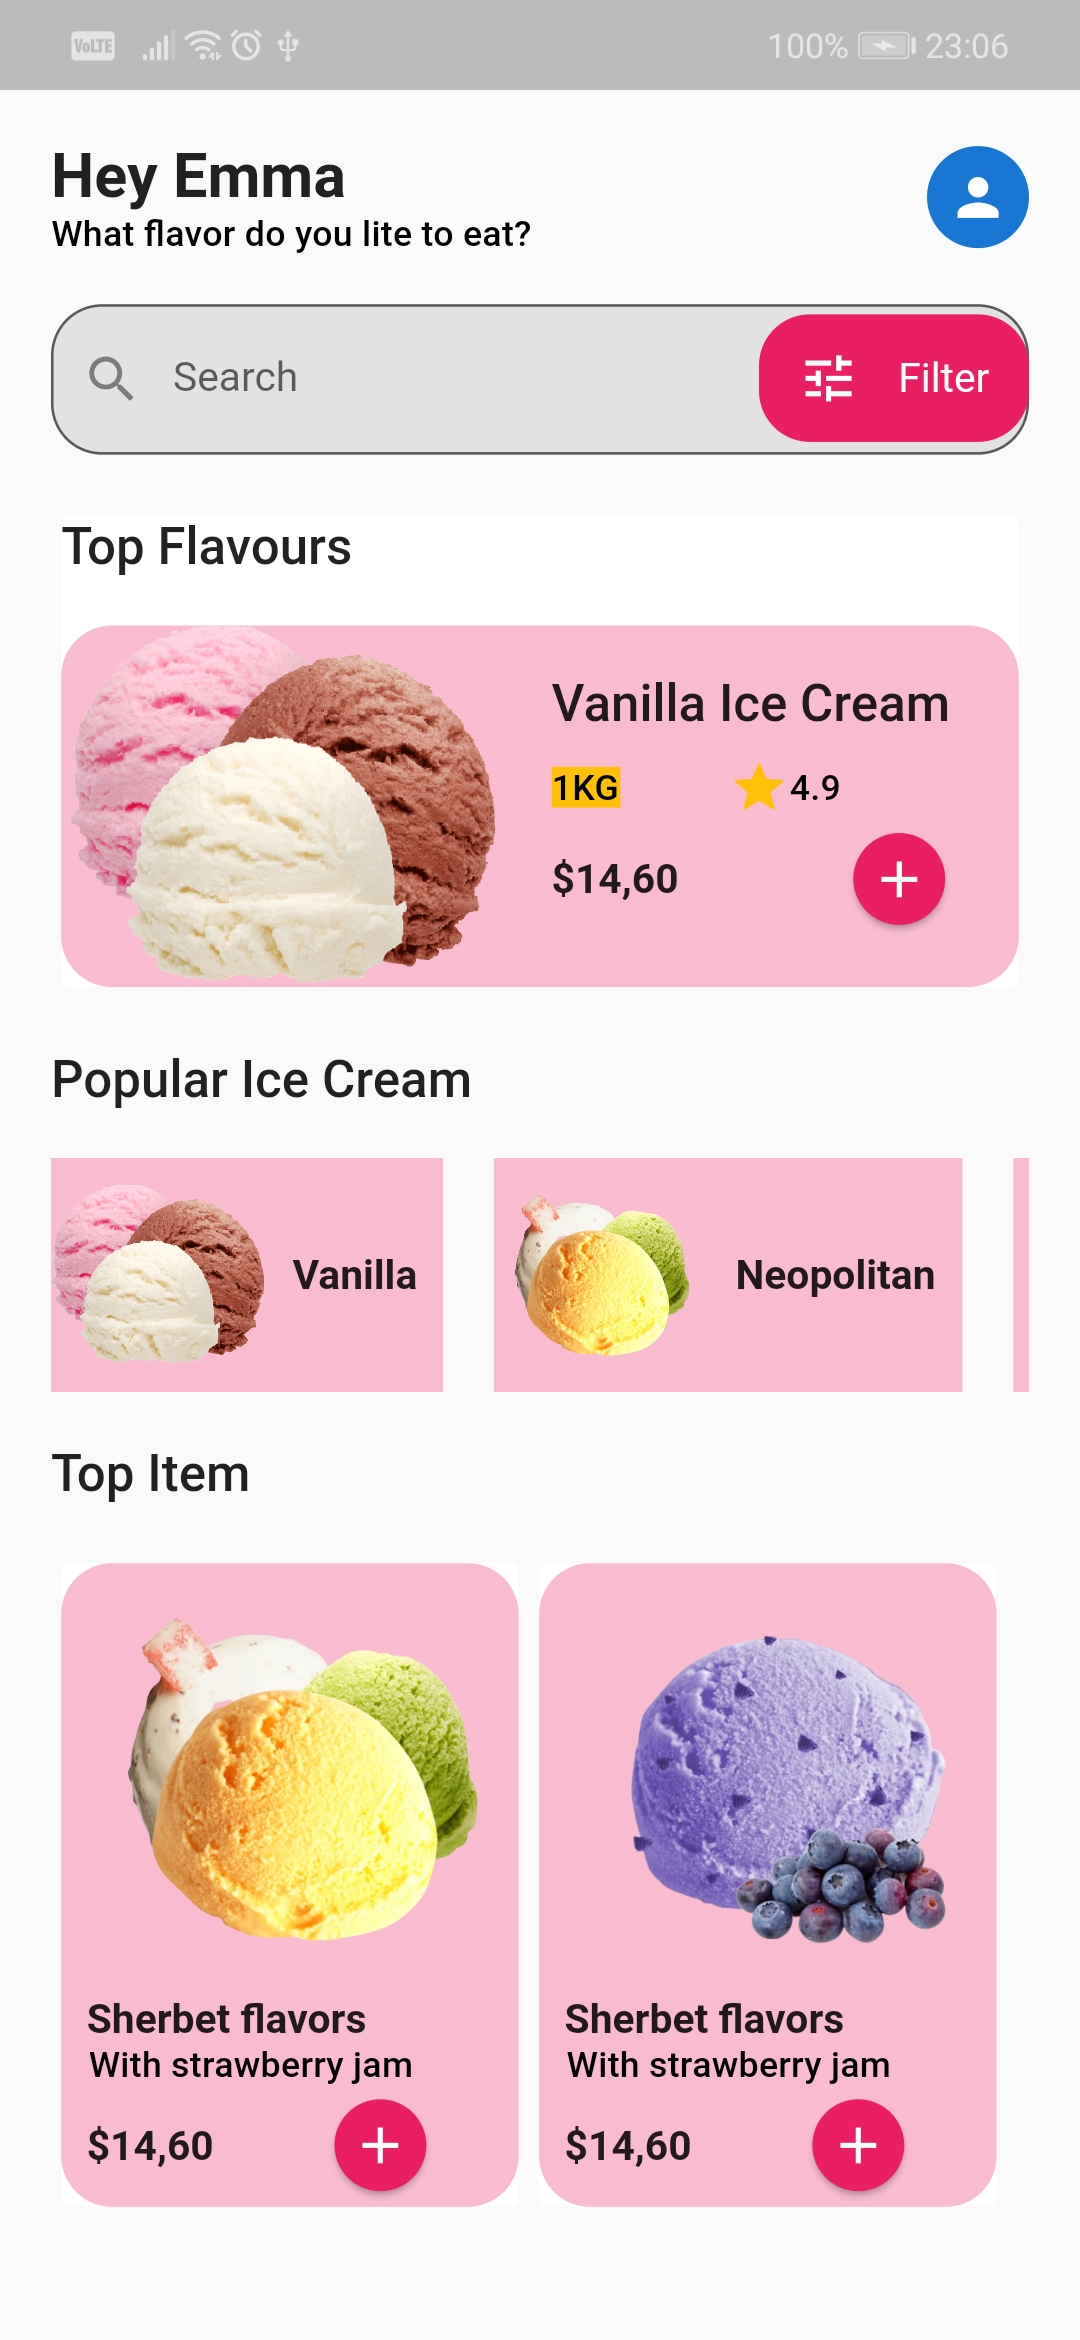 VoLTE 100% 23:06
Hey Emma
What flavor do you lite to eat?
Search Filter
Top Flavours
Vanilla Ice Cream
1KG 4.9
$14,60
Popular Ice Cream
Vanilla Neopolitan
Top Item
Sherbet flavors
With strawberry jam
$14,60
Sherbet flavors
With strawberry jam
$14,60